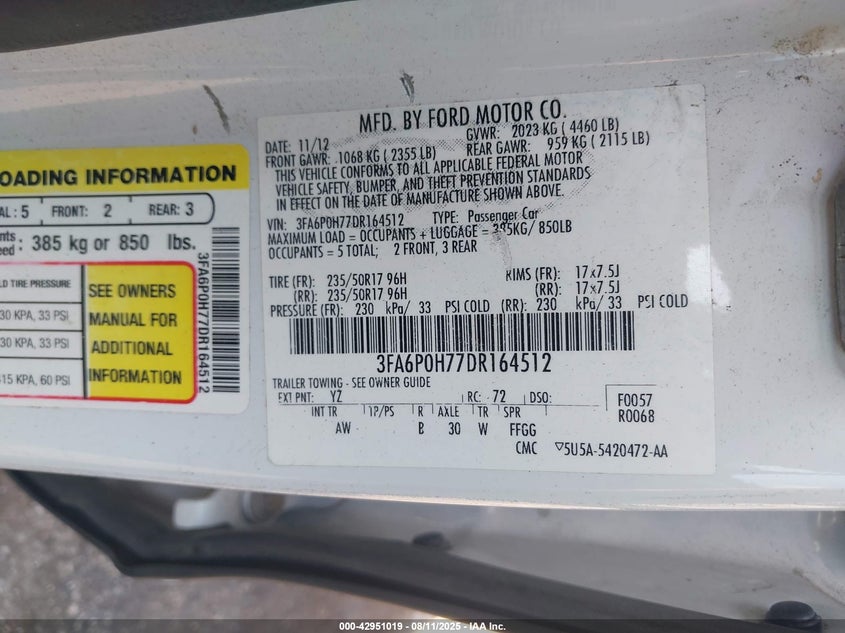 OADING INFORMATION
AL: 5 FRONT: 2 REAR: 3
nts
eed: 385 kg or 850 lbs.
LD TIRE PRESSURE
30 KPA, 33 PSI
30 KPA, 33 PSI
15 KPA, 60 PSI
SEE OWNERS
MANUAL FOR
ADDITIONAL
INFORMATION
3FA6P0H77DR164512
MFD. BY FORD MOTOR CO.
DATE: 11/12 GVWR: 2023 KG ( 4460 LB)
FRONT GAWR: 1068 KG ( 2355 LB) REAR GAWR: 959 KG ( 2115 LB)
THIS VEHICLE CONFORMS TO ALL APPLICABLE FEDERAL MOTOR
VEHICLE SAFETY, BUMPER, AND THEFT PREVENTION STANDARDS
IN EFFECT ON THE DATE OF MANUFACTURE SHOWN ABOVE.
VIN: 3FA6P0H77DR164512 TYPE: Passenger Car
MAXIMUM LOAD = OCCUPANTS + LUGGAGE = 385KG/ 850LB
OCCUPANTS = 5 TOTAL; 2 FRONT, 3 REAR
TIRE (FR): 235/50R17 96H RIMS (FR): 17x7.5J
(RR): 235/50R17 96H (RR): 17x7.5J
PRESSURE (FR): 230 kPa/ 33 PSI COLD (RR): 230 kPa/ 33 PSI COLD
3FA6P0H77DR164512
TRAILER TOWING - SEE OWNER GUIDE
EXT PNT: YZ RC: 72 DSO: F0057
INT TR TP/PS R AXLE TR SPR R0068
AW B 30 W FFGG
CMC 5U5A-5420472-AA
000-42951019 - 08/11/2025 - IAA Inc.